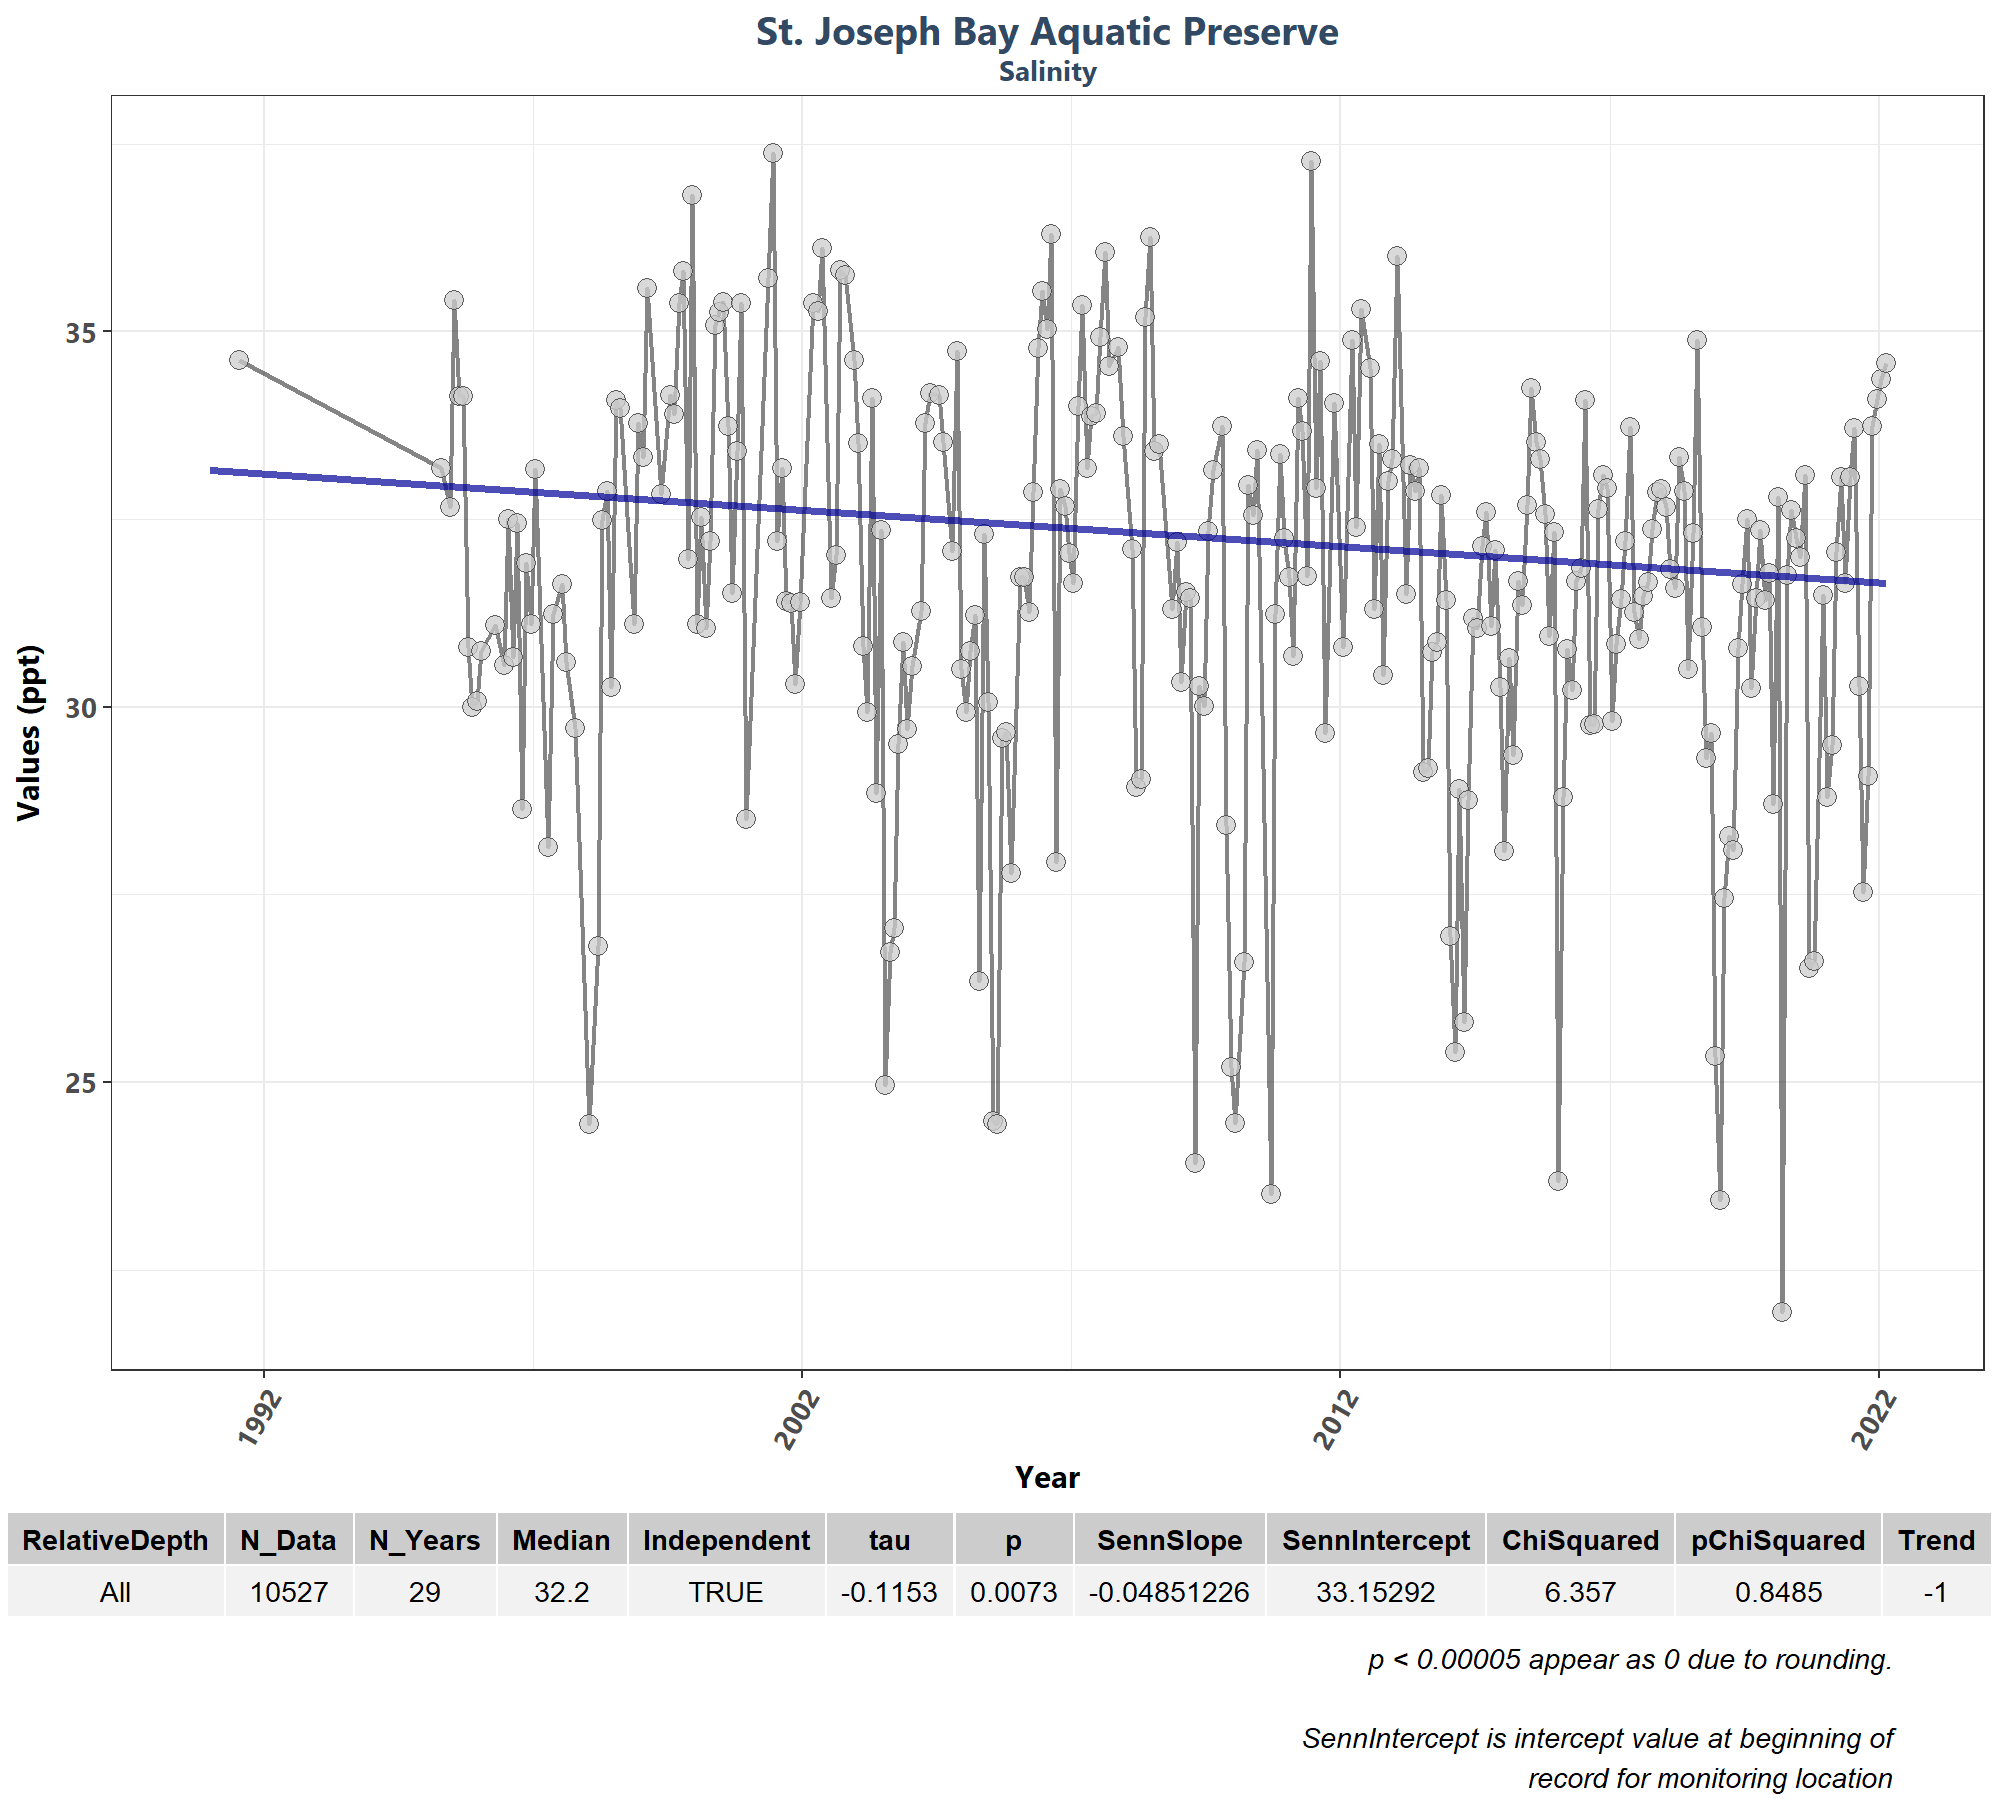 St. Joseph Bay Aquatic Preserve
Salinity
Values (ppt)
35
30
25
1992
2002
2012
2022
Year
RelativeDepth N_Data N_Years Median Independent tau p SennSlope SennIntercept ChiSquared pChiSquared Trend
All 10527 29 32.2 TRUE -0.1153 0.0073 -0.04851226 33.15292 6.357 0.8485 -1
p < 0.00005 appear as 0 due to rounding.
SennIntercept is intercept value at beginning of
record for monitoring location